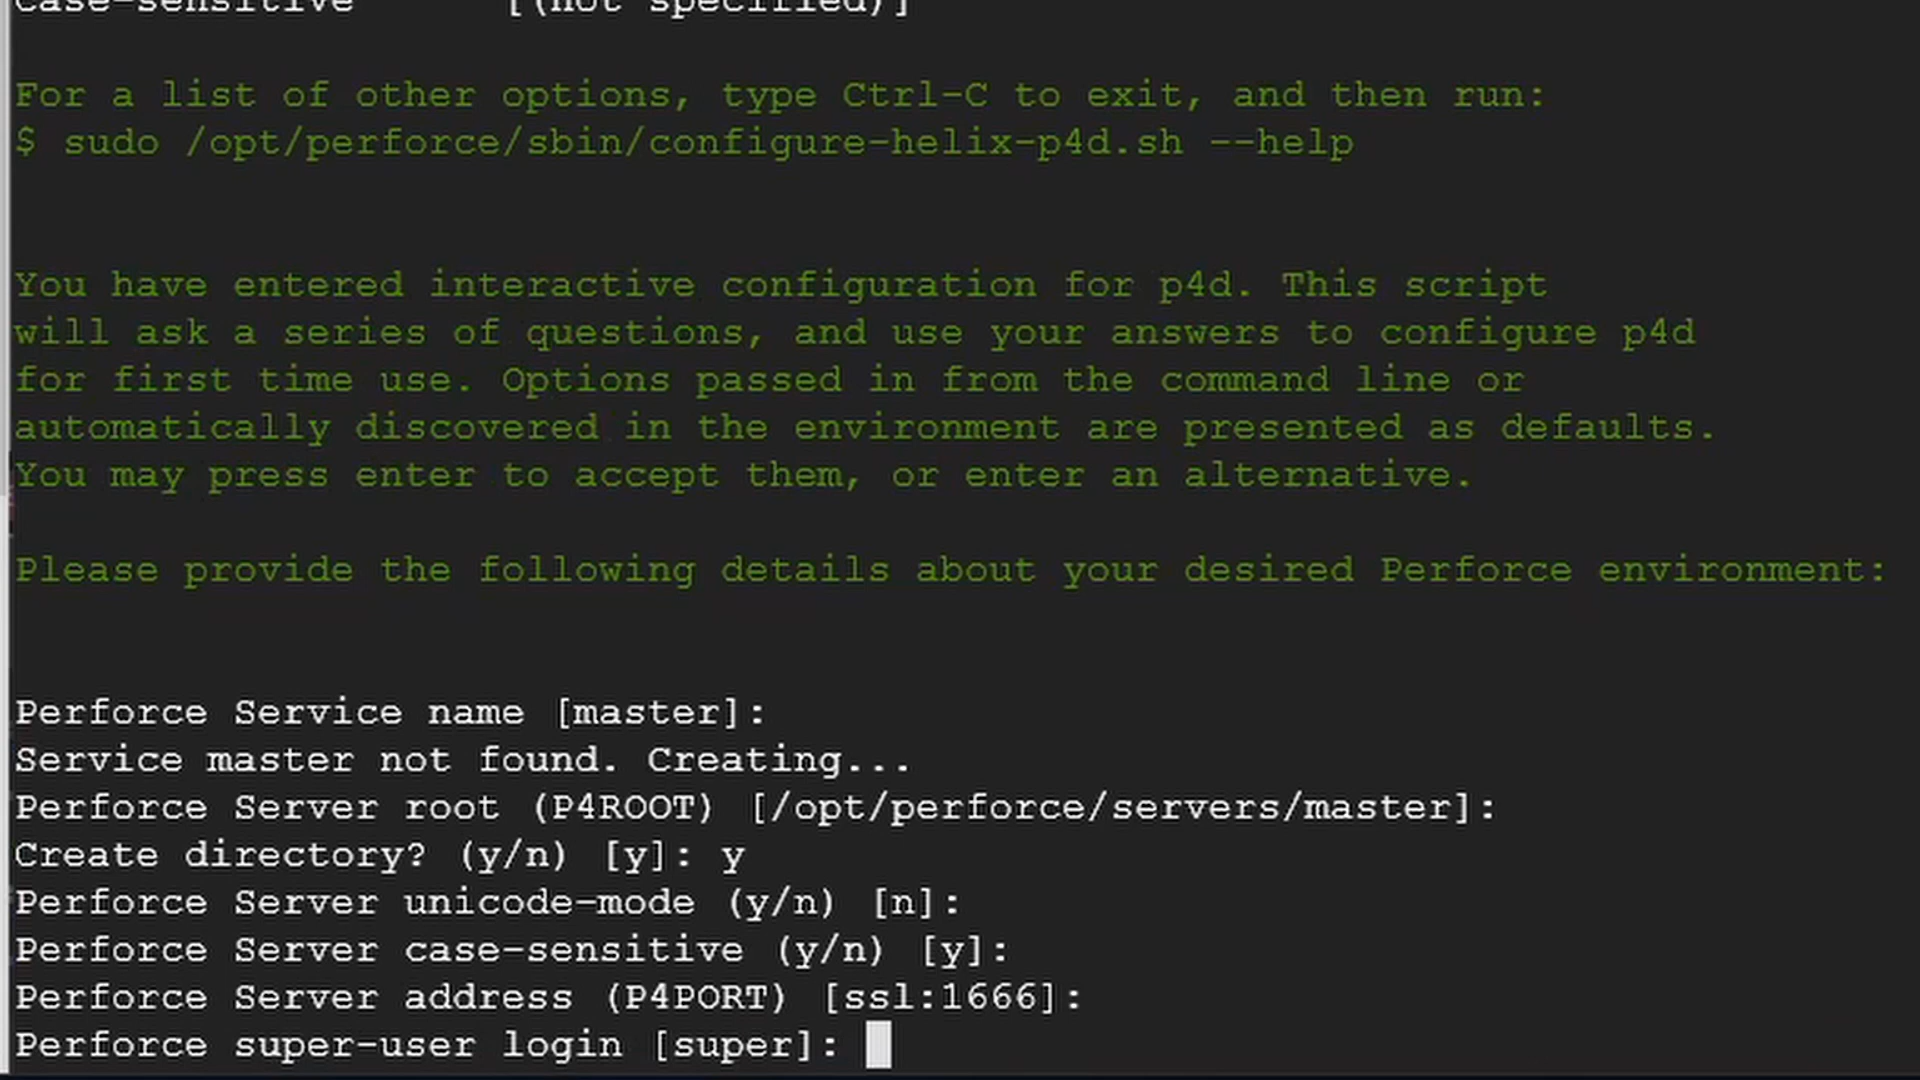 Case-sensitive [(not specified)]
For a list of other options, type Ctrl-C to exit, and then run:
$ sudo /opt/perforce/sbin/configure-helix-p4d.sh --help
You have entered interactive configuration for p4d. This script
will ask a series of questions, and use your answers to configure p4d
for first time use. Options passed in from the command line or
automatically discovered in the environment are presented as defaults.
You may press enter to accept them, or enter an alternative.
Please provide the following details about your desired Perforce environment:
Perforce Service name [master]:
Service master not found. Creating...
Perforce Server root (P4ROOT) [/opt/perforce/servers/master]:
Create directory? (y/n) [y]: y
Perforce Server unicode-mode (y/n) [n]:
Perforce Server case-sensitive (y/n) [y]:
Perforce Server address (P4PORT) [ssl:1666]:
Perforce super-user login [super]: